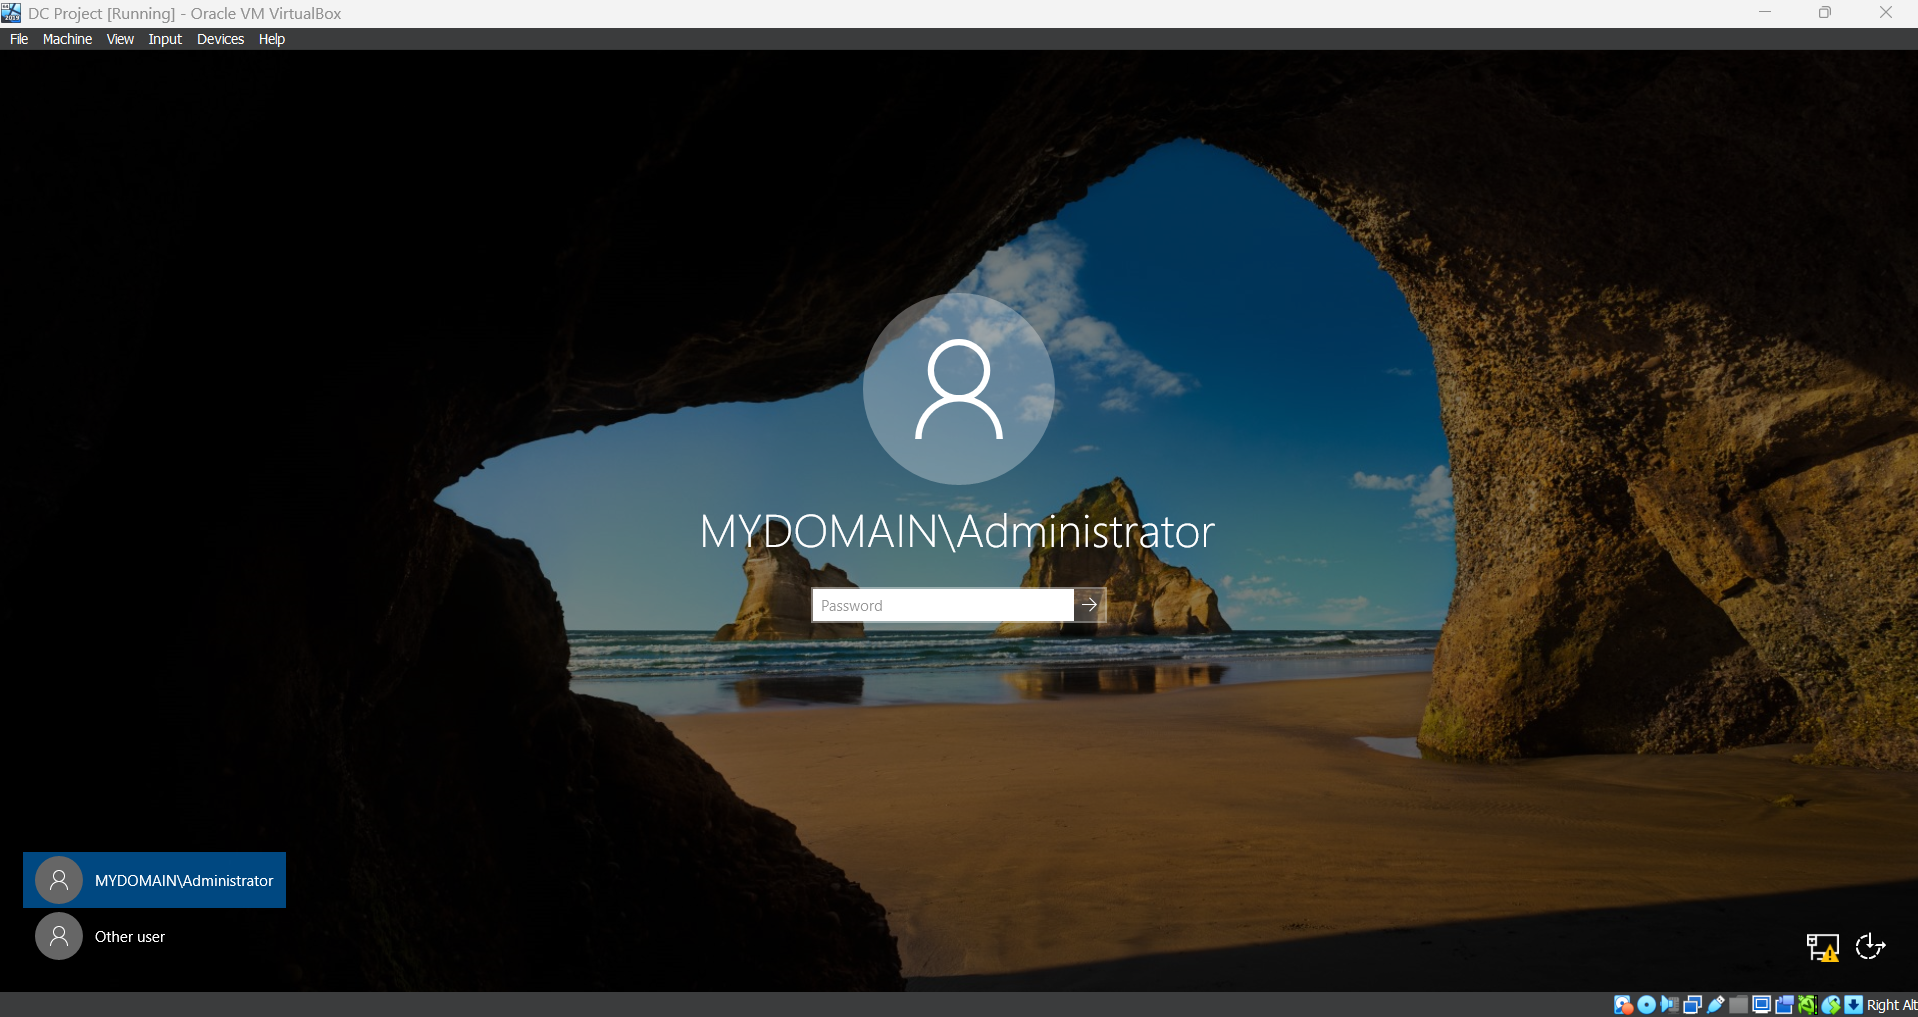 DC Project [Running] - Oracle VM VirtualBox
File Machine View Input Devices Help
MYDOMAIN\Administrator
Password
MYDOMAIN\Administrator
Other user
Right Alt